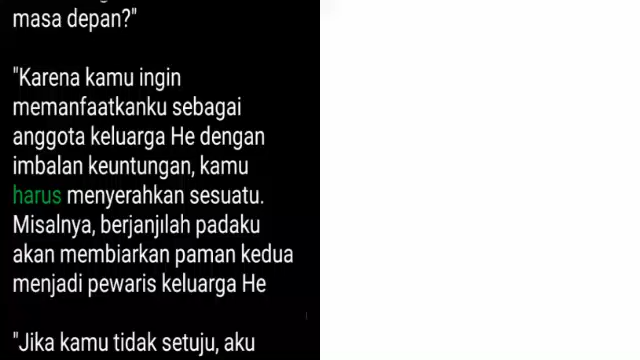 masa depan?"
"Karena kamu ingin
memanfaatkanku sebagai
anggota keluarga He dengan
imbalan keuntungan, kamu
harus menyerahkan sesuatu.
Misalnya, berjanjilah padaku
akan membiarkan paman kedua
menjadi pewaris keluarga He
"Jika kamu tidak setuju, aku